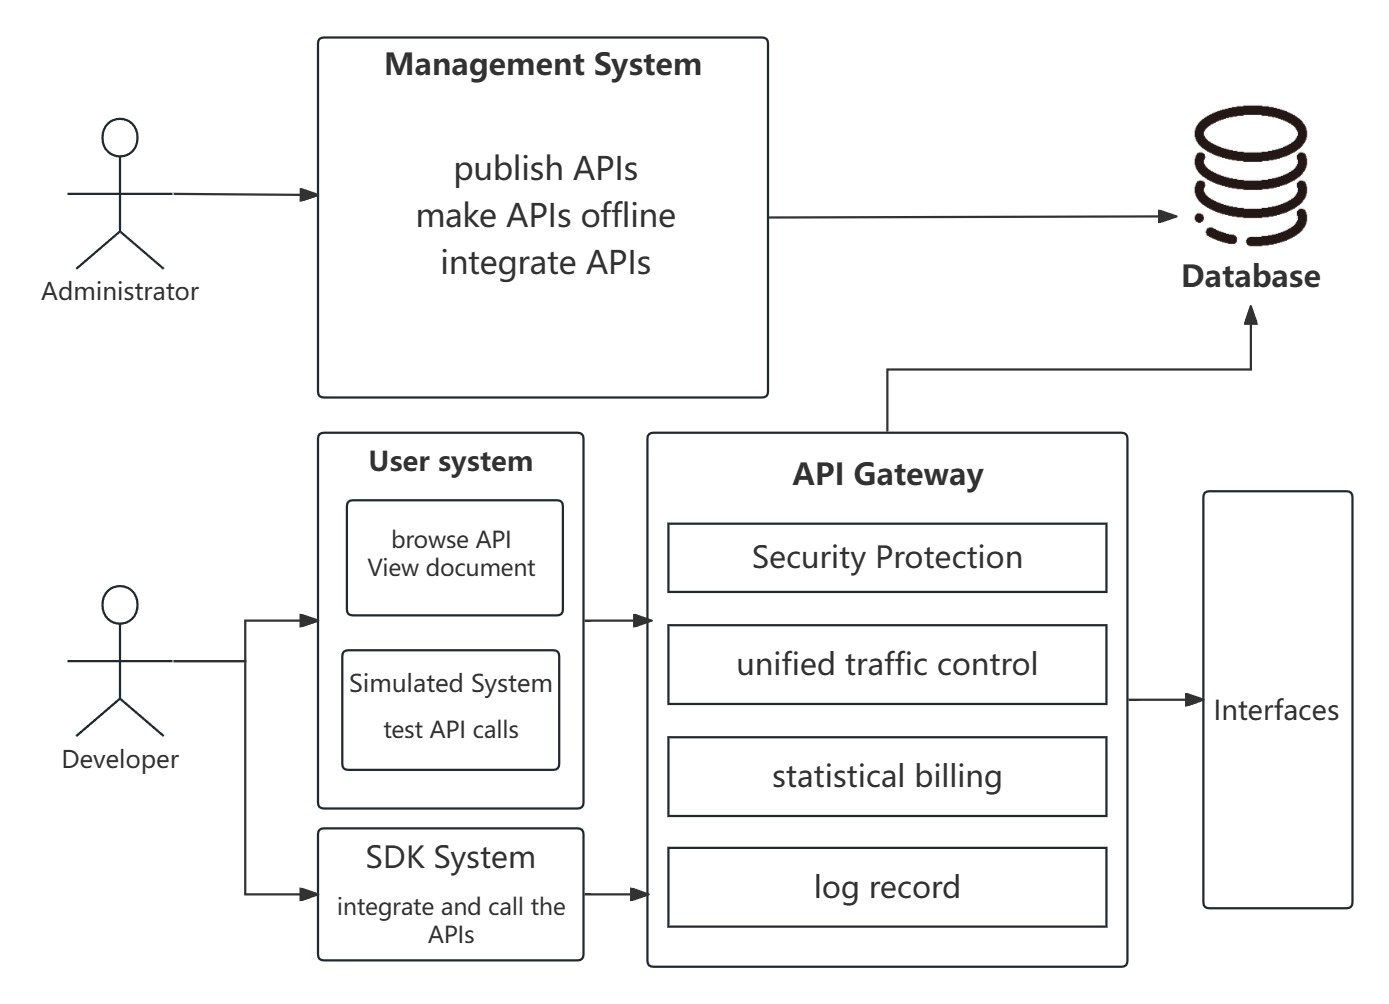 Management System
publish APIs
make APIs offline
integrate APIs
Administrator
Database
User system
browse API
View document
Simulated System
test API calls
Developer
SDK System
integrate and call the
APIs
API Gateway
Security Protection
unified traffic control
statistical billing
log record
Interfaces